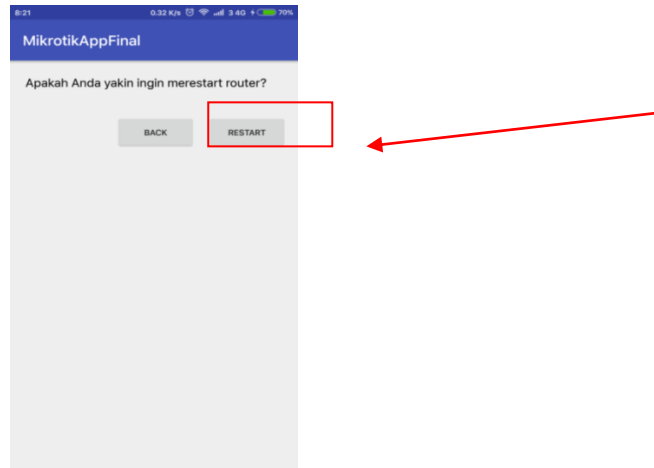 8:21 0.32 K/s 3 4G 70%
MikrotikAppFinal
Apakah Anda yakin ingin merestart router?
BACK RESTART